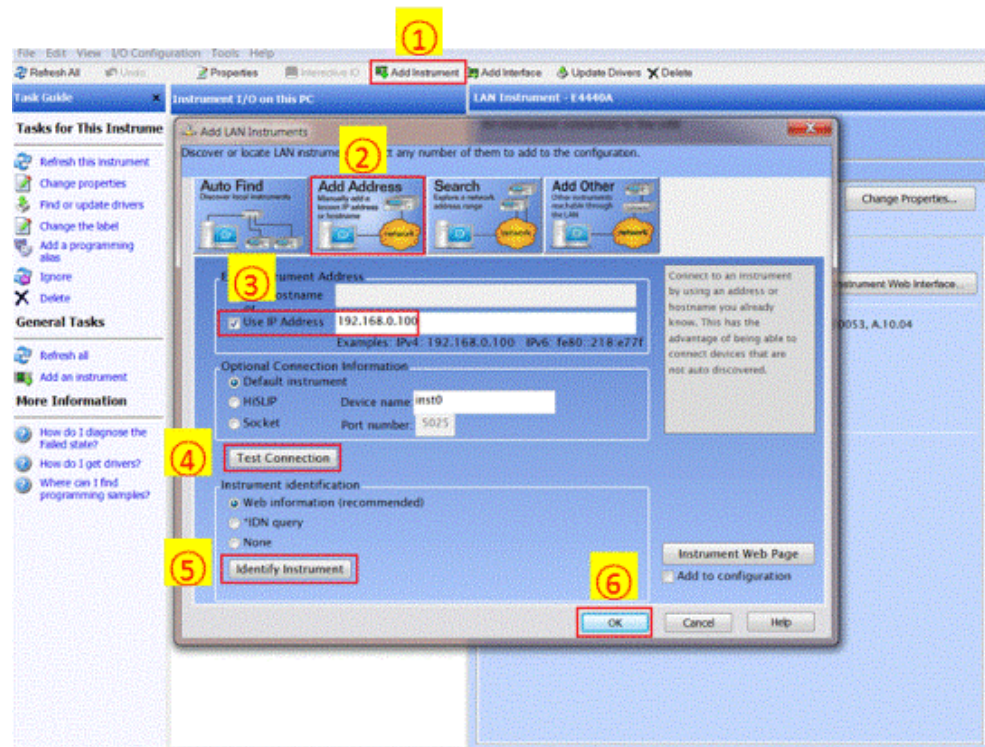 ①
File Edit View I/O Configuration Tools Help
Refresh All Undo Properties Interactive IO Add Instrument Add Interface Update Drivers Delete
Task Guide
Instrument I/O on this PC
LAN Instrument - E4440A
Tasks for This Instrume
Refresh this instrument
Change properties
Find or update drivers
Change the label
Add a programming
alias
Ignore
Delete
General Tasks
Refresh all
Add an instrument
More Information
How do I diagnose the
Failed state?
How do I get drivers?
Where can I find
programming samples?
Add LAN Instruments
②
Discover or locate LAN instrume ct any number of them to add to the configuration.
Auto Find
Discover local instruments
Add Address
Manually add a
known IP address
or hostname
network
Search
Explore a network
address range
network
Add Other
Other instruments
reachable through
the LAN
network
③
rument Address
ostname
or
Use IP Address 192.168.0.100
Examples: IPv4: 192.168.0.100 IPv6: fe80::218:e77f
Optional Connection Information
Default instrument
HiSLIP Device name: inst0
Socket Port number: 5025
④
Test Connection
Instrument identification
Web information (recommended)
*IDN query
None
⑤
Identify Instrument
Connect to an instrument
by using an address or
hostname you already
know. This has the
advantage of being able to
connect devices that are
not auto discovered.
Instrument Web Page
Add to configuration
⑥
OK
Cancel
Help
Change Properties...
nstrument Web Interface...
0053, A.10.04